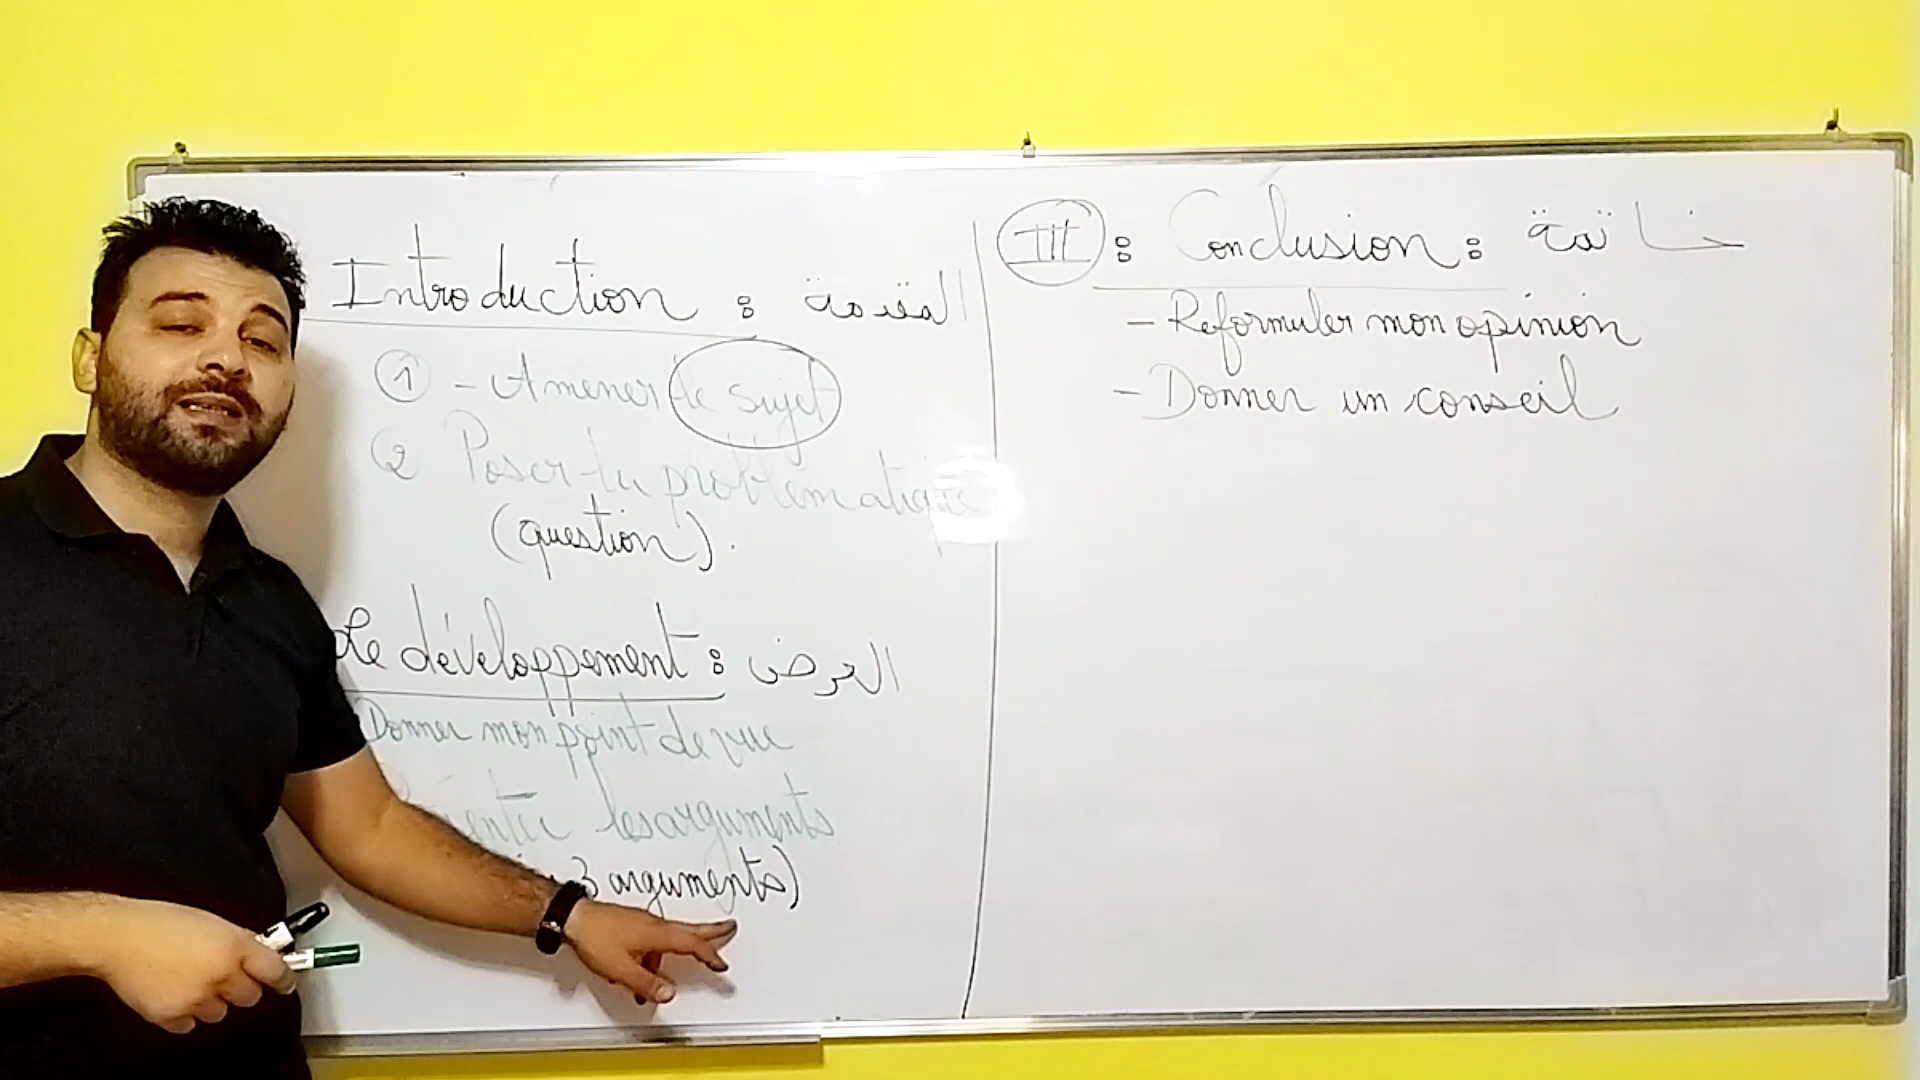 Introduction : المقدمة
① - Amener le sujet
② Poser la problématique
(question).
Le développement : العرض
Donner mon point de vue
les arguments
3 arguments)
III : Conclusion : خاتمة
- Reformuler mon opinion
- Donner un conseil